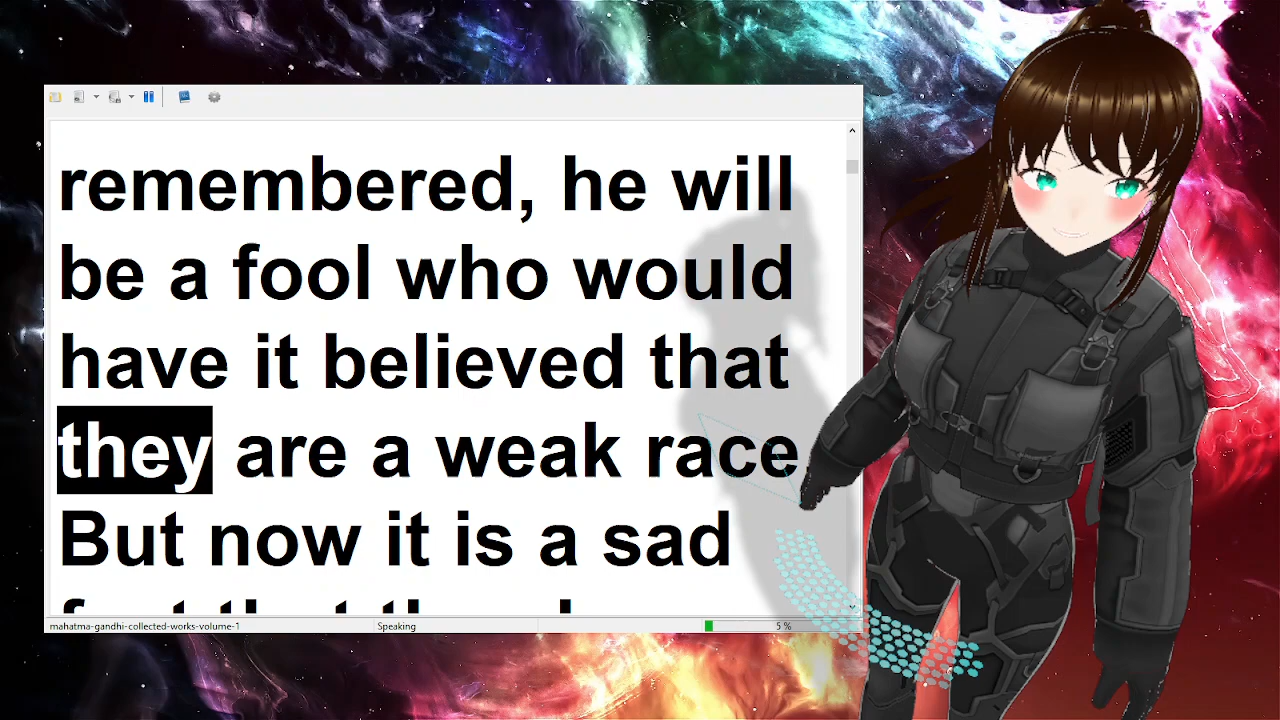 remembered, he will
be a fool who would
have it believed that
they are a weak race
But now it is a sad
mahatma-gandhi-collected-works-volume-1 Speaking 5 %